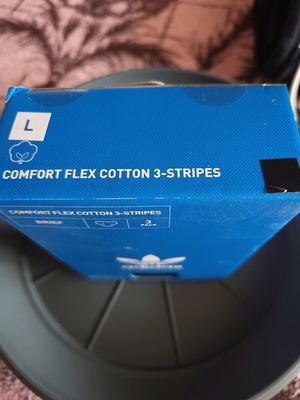 L
COMFORT FLEX COTTON 3-STRIPES
COMFORT FLEX COTTON 3-STRIPES
BRIEF
3
PACK